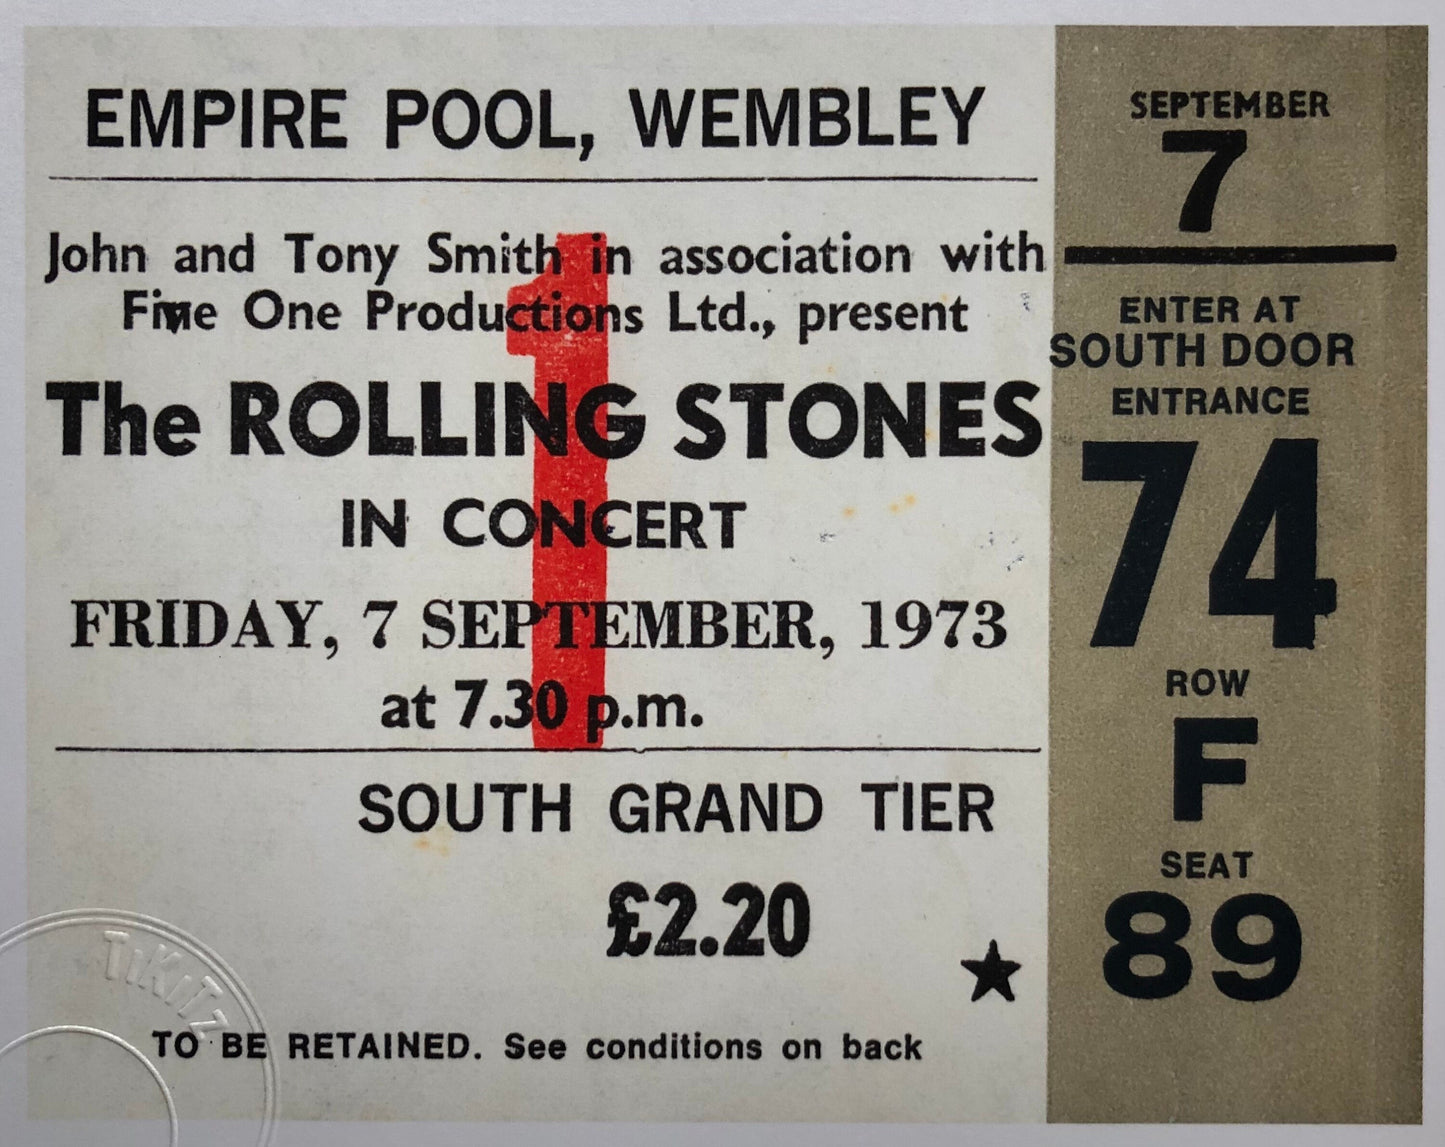 EMPIRE POOL, WEMBLEY
John and Tony Smith in association with
Five One Productions Ltd., present
The ROLLING STONES
IN CONCERT
FRIDAY, 7 SEPTEMBER, 1973
at 7.30 p.m.
1
SOUTH GRAND TIER
£2.20
★
TO BE RETAINED. See conditions on back
TiKiTz
SEPTEMBER
7
ENTER AT
SOUTH DOOR
ENTRANCE
74
ROW
F
SEAT
89